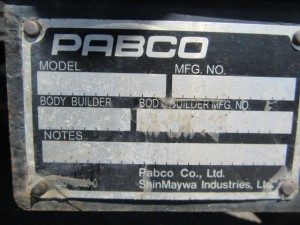 PABCO
MODEL MFG. NO.
BODY BUILDER BODY BUILDER MFG. NO.
NOTES
Pabco Co., Ltd.
ShinMaywa Industries, Ltd.